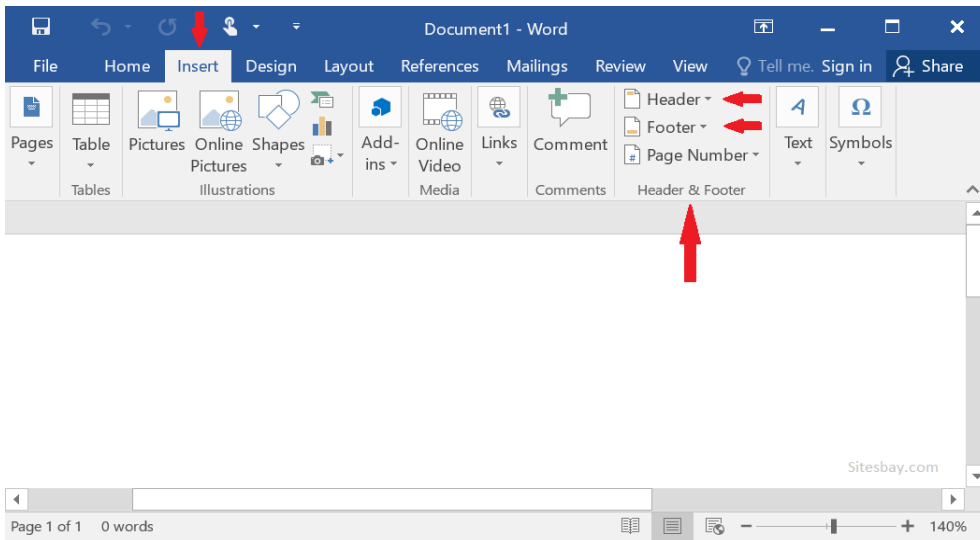 Document1 - Word
File Home Insert Design Layout References Mailings Review View Tell me. Sign in Share
Pages Table Pictures Online Pictures Shapes Add-ins Online Video Links Comment Header Text Symbols
Footer
# Page Number
Tables Illustrations Media Comments Header & Footer
Sitesbay.com
Page 1 of 1 0 words 140%